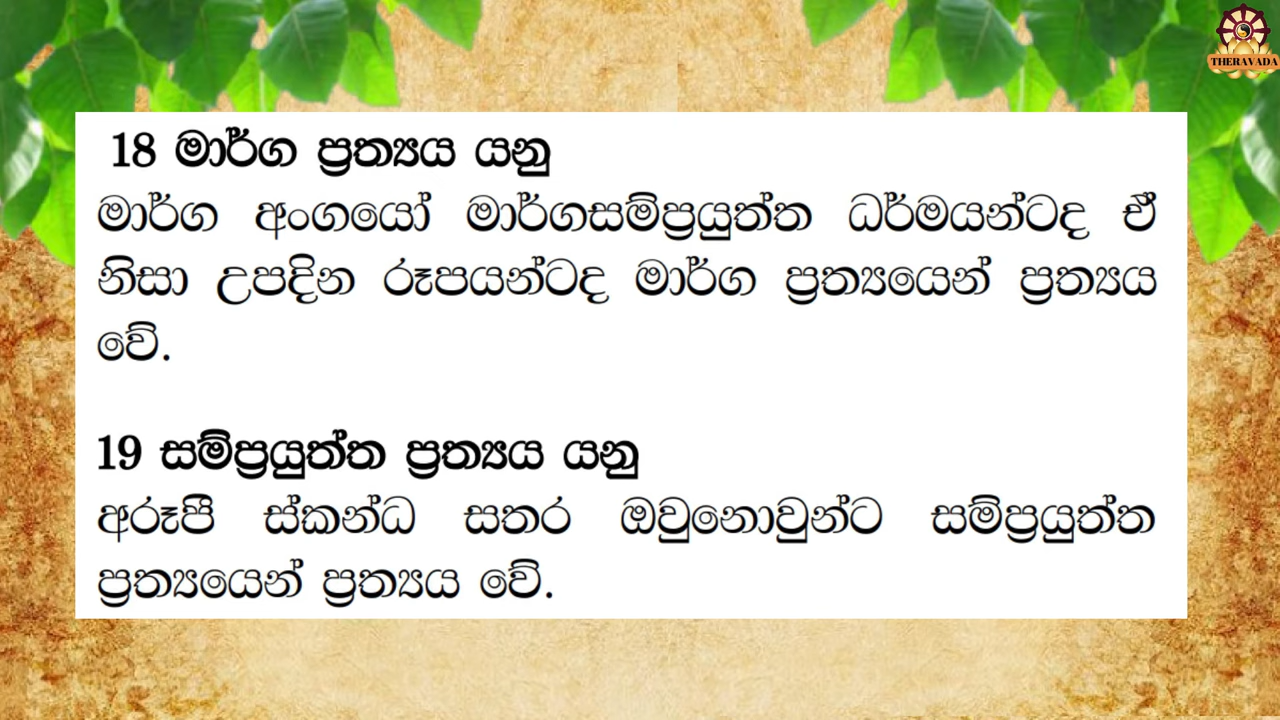 THERAVADA
18 මාර්ග ප්‍රත්‍යය යනු
මාර්ග අංගයෝ මාර්ගසම්ප්‍රයුත්ත ධර්මයන්ටද ඒ
නිසා උපදින රූපයන්ටද මාර්ග ප්‍රත්‍යයෙන් ප්‍රත්‍යය
වේ.
19 සම්ප්‍රයුත්ත ප්‍රත්‍යය යනු
අරූපී ස්කන්ධ සතර ඔවුනොවුන්ට සම්ප්‍රයුත්ත
ප්‍රත්‍යයෙන් ප්‍රත්‍යය වේ.